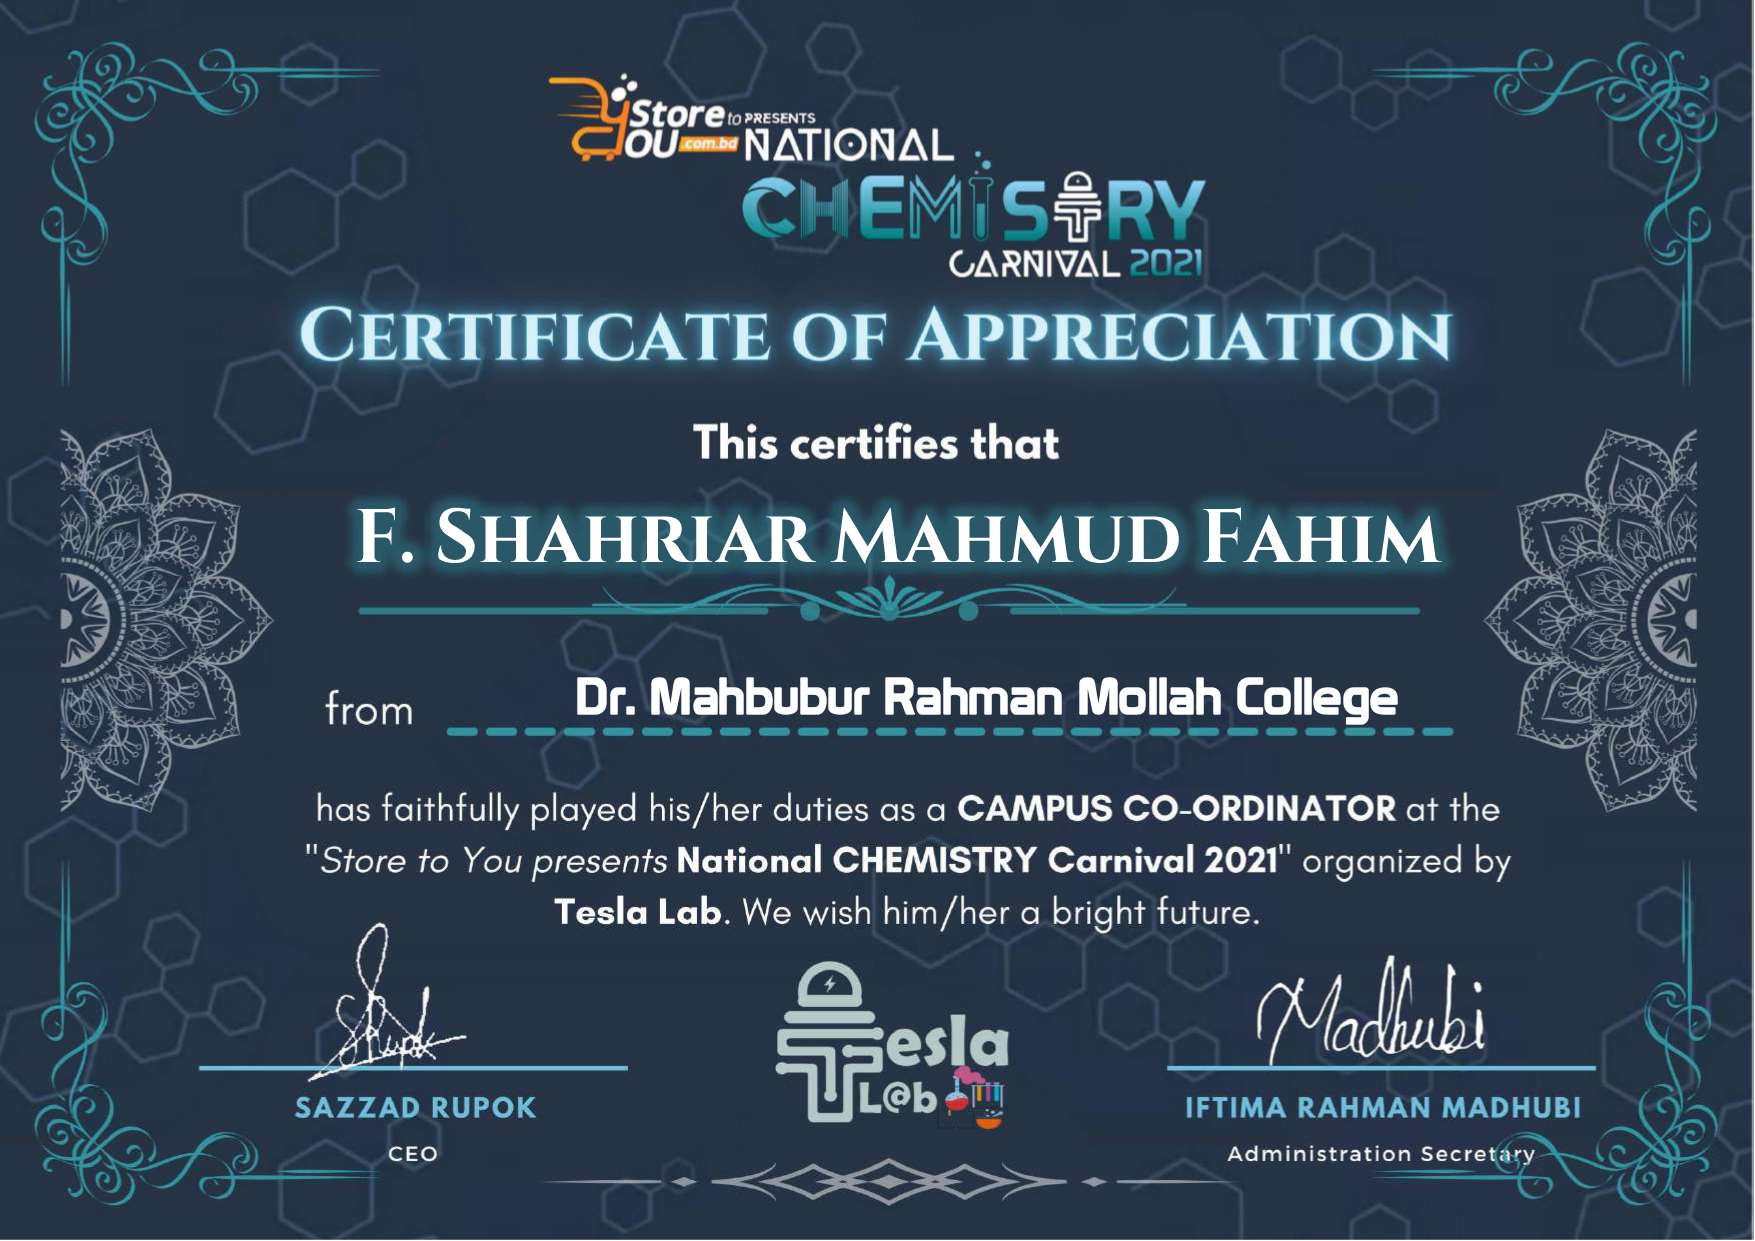 Store to PRESENTS
YOU .com.bd NATIONAL
CHEMISTRY
CARNIVAL 2021
CERTIFICATE OF APPRECIATION
This certifies that
F. SHAHRIAR MAHMUD FAHIM
from Dr. Mahbubur Rahman Mollah College
has faithfully played his/her duties as a CAMPUS CO-ORDINATOR at the
"Store to You presents National CHEMISTRY Carnival 2021" organized by
Tesla Lab. We wish him/her a bright future.
Srupok Madhubi
Tesla
L@b
SAZZAD RUPOK IFTIMA RAHMAN MADHUBI
CEO Administration Secretary